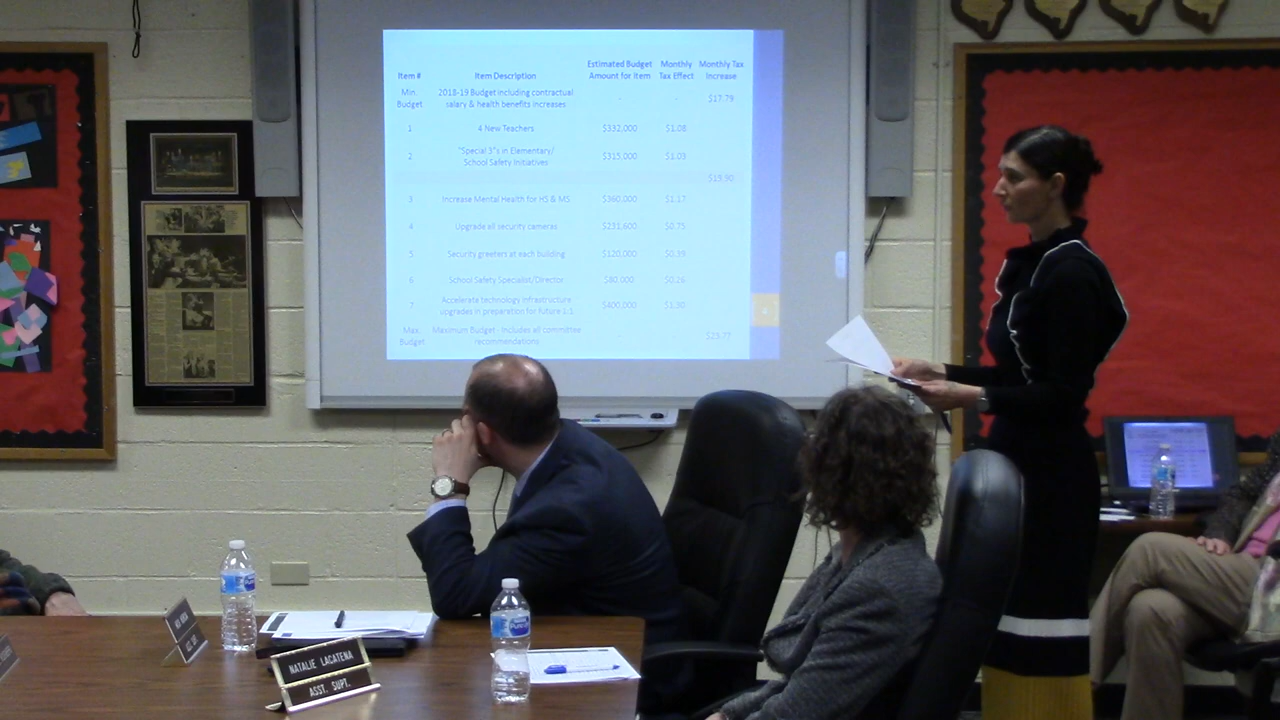 Estimated Budget Monthly Monthly Tax
Item # Item Description Amount for Item Tax Effect Increase
Min. 2018-19 Budget including contractual
Budget salary & health benefits increases - - $17.79
1 4 New Teachers $332,000 $1.08
2 "Special 3"s in Elementary/ $315,000 $1.03
School Safety Initiatives
$19.90
3 Increase Mental Health for HS & MS $360,000 $1.17
4 Upgrade all security cameras $231,600 $0.75
5 Security greeters at each building $120,000 $0.39
6 School Safety Specialist/Director $80,000 $0.26
7 Accelerate technology infrastructure $400,000 $1.30
upgrades in preparation for future 1:1
Max. Maximum Budget - Includes all committee
Budget recommendations - $23.77
NATALIE LACATENA
ASST. SUPT.